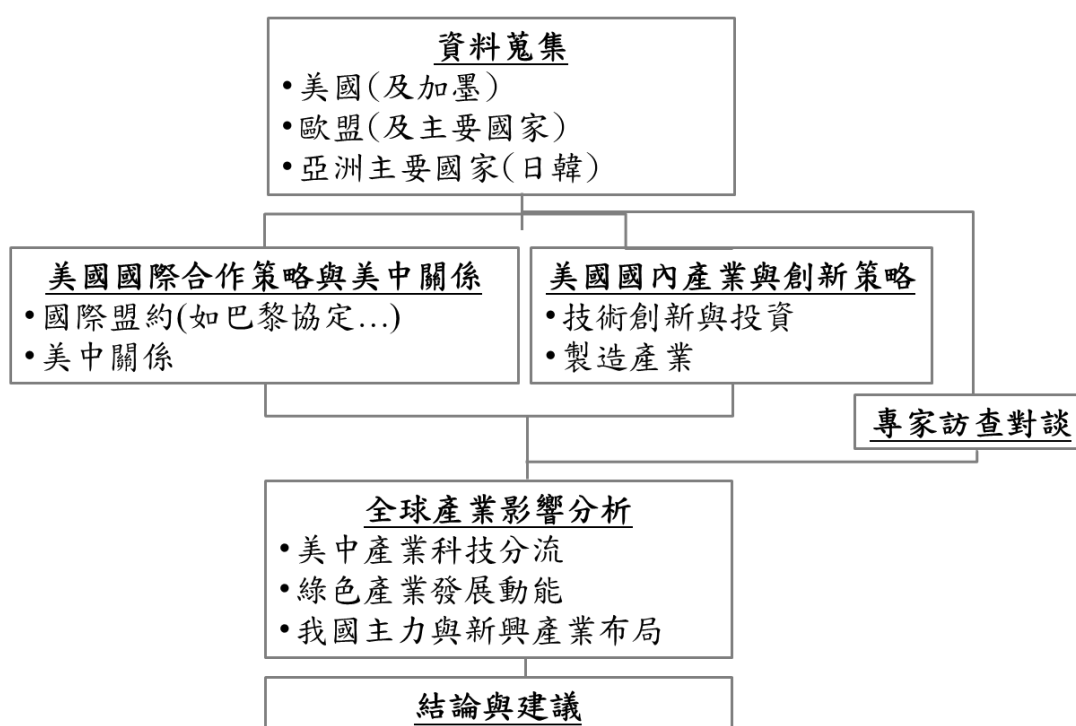 資料蒐集
•美國(及加墨)
•歐盟(及主要國家)
•亞洲主要國家(日韓)
美國國際合作策略與美中關係
•國際盟約(如巴黎協定…)
•美中關係
美國國內產業與創新策略
•技術創新與投資
•製造產業
專家訪查對談
全球產業影響分析
•美中產業科技分流
•綠色產業發展動能
•我國主力與新興產業布局
結論與建議